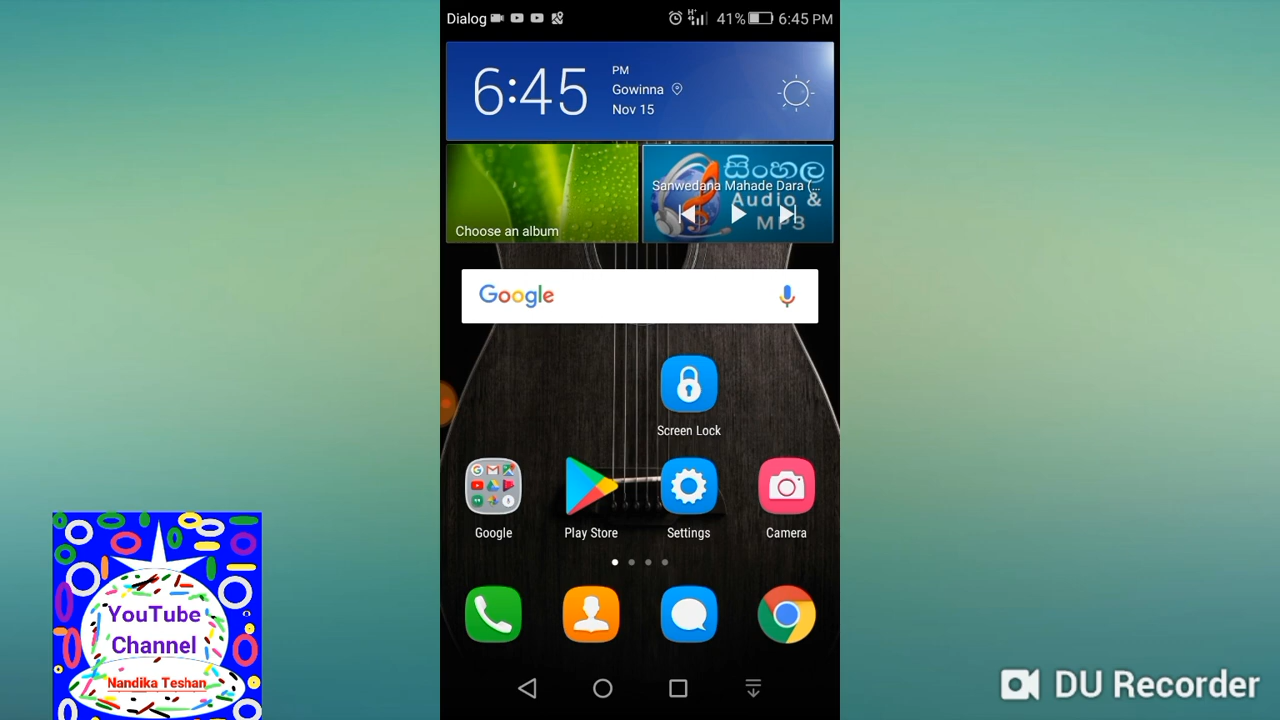 Dialog
41%
6:45 PM
6:45
PM
Gowinna
Nov 15
Choose an album
සිංහල
Sanwedana Mahade Dara (...
Audio &
MP3
Google
Screen Lock
Google
Play Store
Settings
Camera
YouTube
Channel
Nandika Teshan
DU Recorder